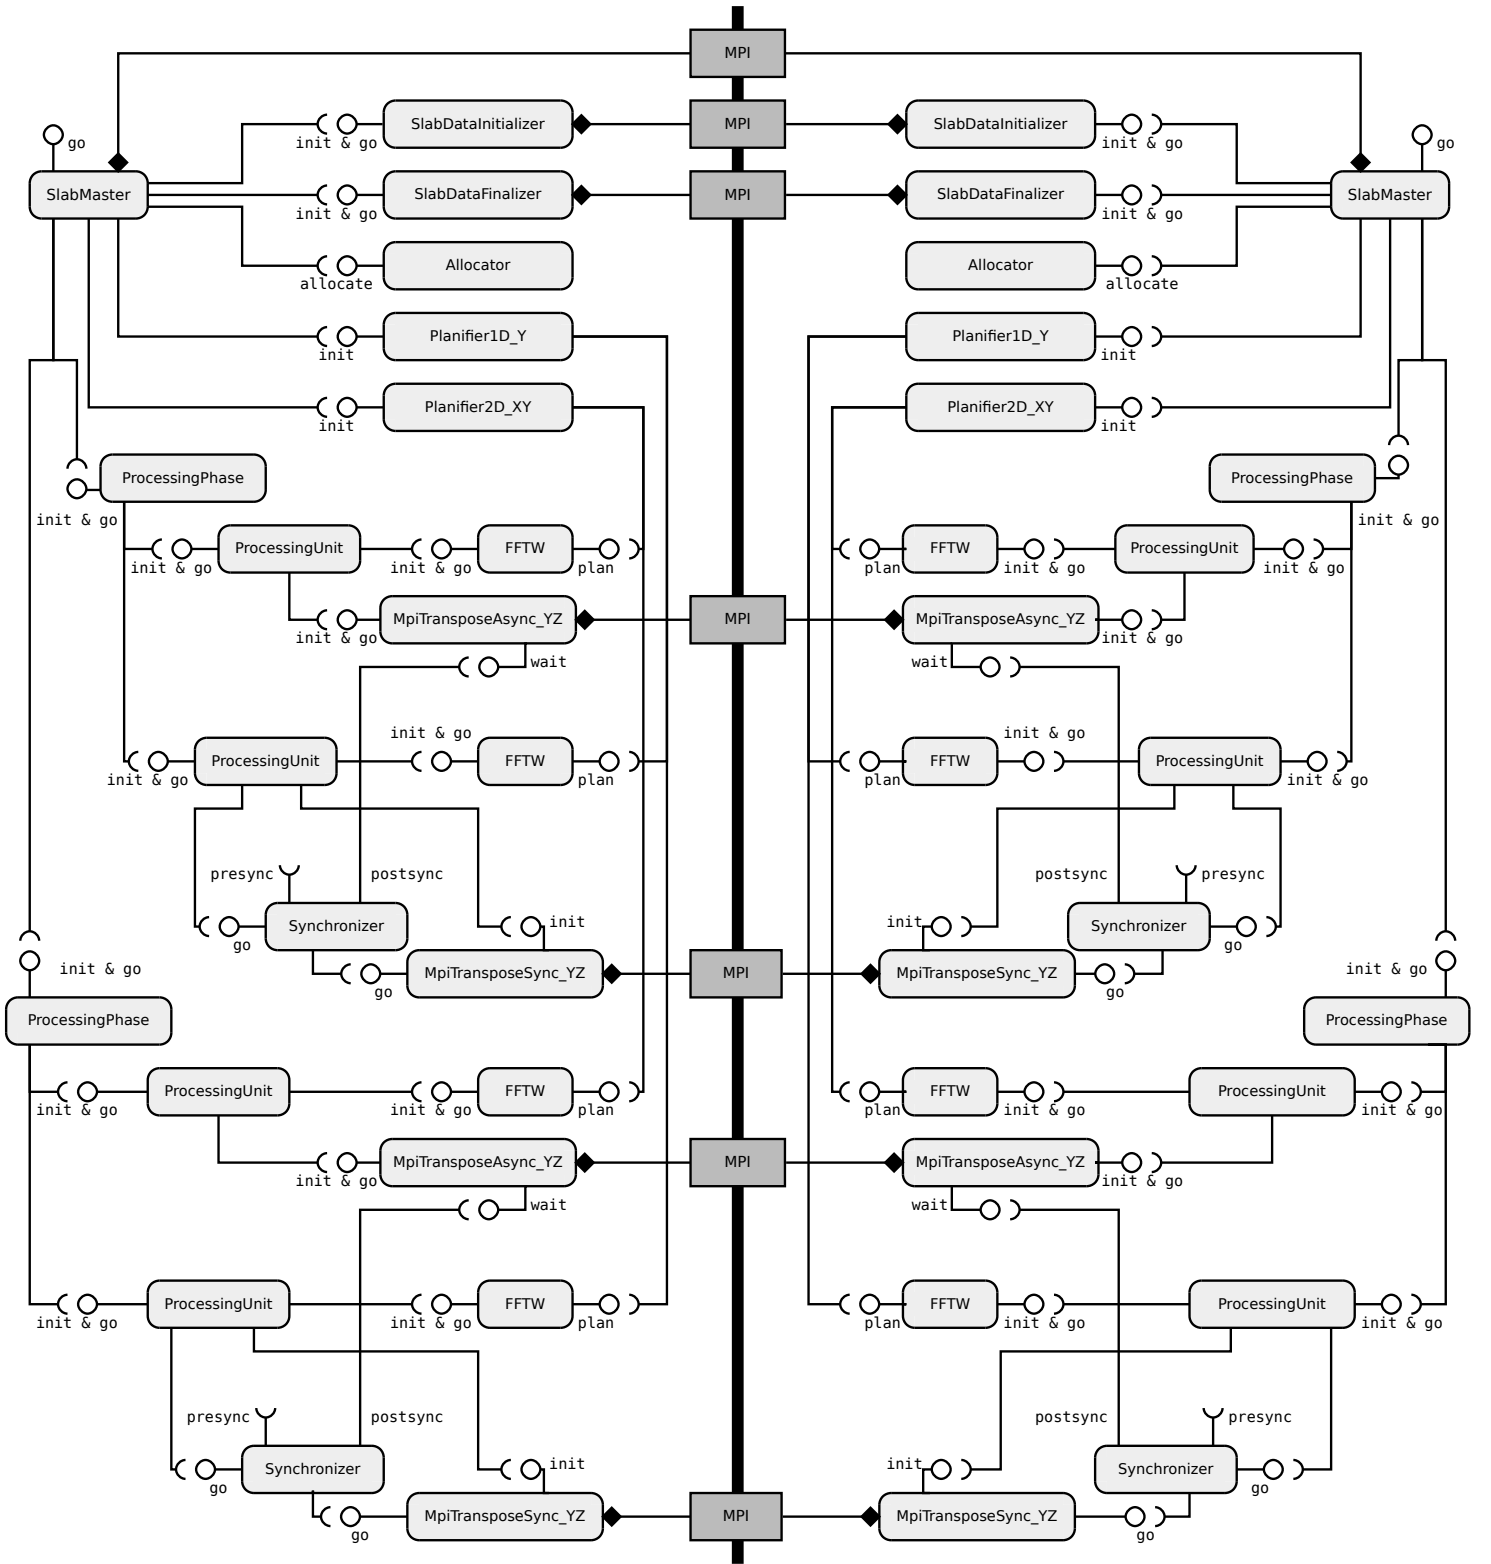 MPI
SlabDataInitializer
MPI
SlabDataInitializer
go
init & go
init & go
go
SlabMaster
SlabDataFinalizer
MPI
SlabDataFinalizer
SlabMaster
init & go
init & go
Allocator
Allocator
allocate
allocate
Planifier1D_Y
Planifier1D_Y
init
init
Planifier2D_XY
Planifier2D_XY
init
init
ProcessingPhase
ProcessingPhase
init & go
init & go
ProcessingUnit
FFTW
FFTW
ProcessingUnit
init & go
init & go
plan
plan
init & go
init & go
MpiTransposeAsync_YZ
MPI
MpiTransposeAsync_YZ
init & go
init & go
wait
wait
init & go
init & go
ProcessingUnit
FFTW
FFTW
ProcessingUnit
init & go
plan
plan
init & go
presync
postsync
postsync
presync
init
init
Synchronizer
Synchronizer
go
go
init & go
MpiTransposeSync_YZ
MPI
MpiTransposeSync_YZ
init & go
go
go
ProcessingPhase
ProcessingPhase
ProcessingUnit
FFTW
FFTW
ProcessingUnit
init & go
init & go
plan
plan
init & go
init & go
MpiTransposeAsync_YZ
MPI
MpiTransposeAsync_YZ
init & go
init & go
wait
wait
ProcessingUnit
FFTW
FFTW
ProcessingUnit
init & go
init & go
plan
plan
init & go
init & go
presync
postsync
postsync
presync
init
init
Synchronizer
Synchronizer
go
go
MpiTransposeSync_YZ
MPI
MpiTransposeSync_YZ
go
go